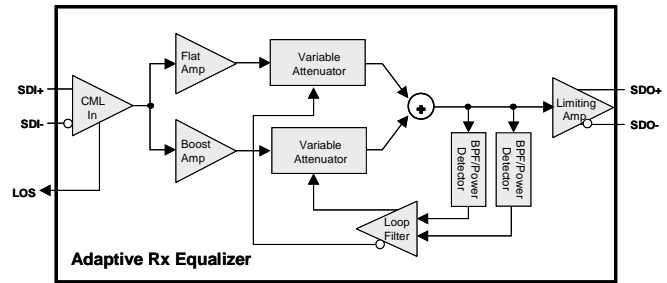 SDI+
SDI-
LOS
CML
In
Flat
Amp
Boost
Amp
Variable
Attenuator
Variable
Attenuator
+
BPF/Power
Detector
BPF/Power
Detector
Loop
Filter
Limiting
Amp
SDO+
SDO-
Adaptive Rx Equalizer